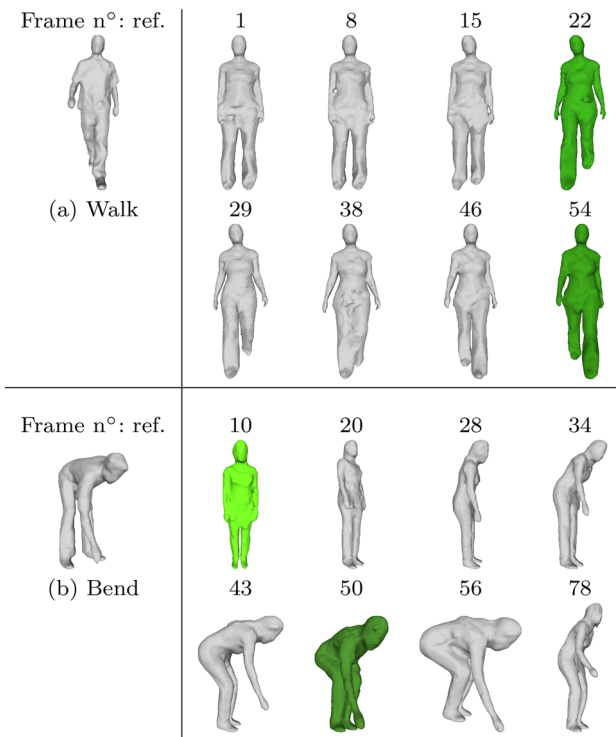 Frame n°: ref. 1 8 15 22
(a) Walk 29 38 46 54
Frame n°: ref. 10 20 28 34
(b) Bend 43 50 56 78